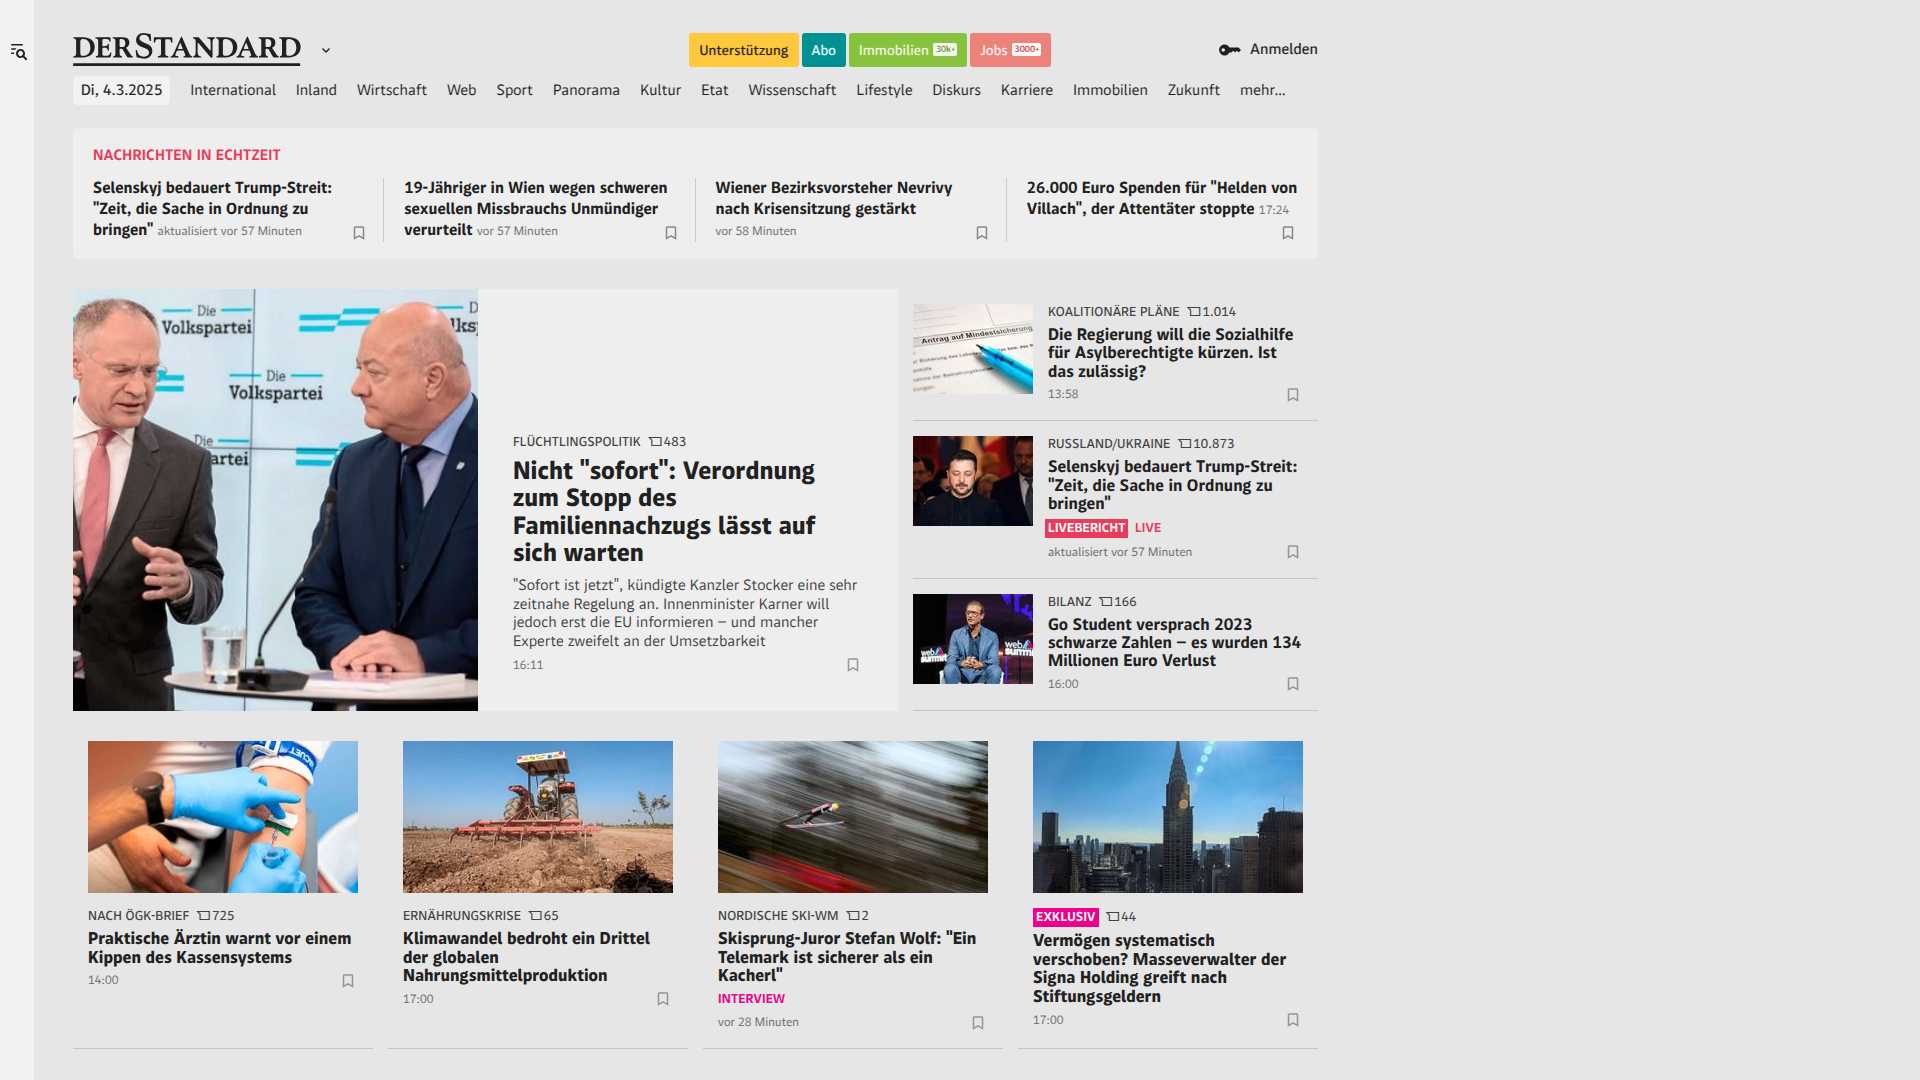 DERSTANDARD
Unterstützung
Abo
Immobilien 30k+
Jobs 3000+
Anmelden
Di, 4.3.2025
International
Inland
Wirtschaft
Web
Sport
Panorama
Kultur
Etat
Wissenschaft
Lifestyle
Diskurs
Karriere
Immobilien
Zukunft
mehr...
NACHRICHTEN IN ECHTZEIT
Selenskyj bedauert Trump-Streit:
"Zeit, die Sache in Ordnung zu
bringen" aktualisiert vor 57 Minuten
19-Jähriger in Wien wegen schweren
sexuellen Missbrauchs Unmündiger
verurteilt vor 57 Minuten
Wiener Bezirksvorsteher Nevrivy
nach Krisensitzung gestärkt
vor 58 Minuten
26.000 Euro Spenden für "Helden von
Villach", der Attentäter stoppte 17:24
Die
Volkspartei
Die
Volkspartei
Die
artei
FLÜCHTLINGSPOLITIK 483
Nicht "sofort": Verordnung
zum Stopp des
Familiennachzugs lässt auf
sich warten
"Sofort ist jetzt", kündigte Kanzler Stocker eine sehr
zeitnahe Regelung an. Innenminister Karner will
jedoch erst die EU informieren – und mancher
Experte zweifelt an der Umsetzbarkeit
16:11
Antrag auf Mindestsicherung
KOALITIONÄRE PLÄNE 1.014
Die Regierung will die Sozialhilfe
für Asylberechtigte kürzen. Ist
das zulässig?
13:58
RUSSLAND/UKRAINE 10.873
Selenskyj bedauert Trump-Streit:
"Zeit, die Sache in Ordnung zu
bringen"
LIVEBERICHT LIVE
aktualisiert vor 57 Minuten
web
summit
web
summ
BILANZ 166
Go Student versprach 2023
schwarze Zahlen – es wurden 134
Millionen Euro Verlust
16:00
NACH ÖGK-BRIEF 725
Praktische Ärztin warnt vor einem
Kippen des Kassensystems
14:00
ERNÄHRUNGSKRISE 65
Klimawandel bedroht ein Drittel
der globalen
Nahrungsmittelproduktion
17:00
NORDISCHE SKI-WM 2
Skisprung-Juror Stefan Wolf: "Ein
Telemark ist sicherer als ein
Kacherl"
INTERVIEW
vor 28 Minuten
EXKLUSIV 44
Vermögen systematisch
verschoben? Masseverwalter der
Signa Holding greift nach
Stiftungsgeldern
17:00